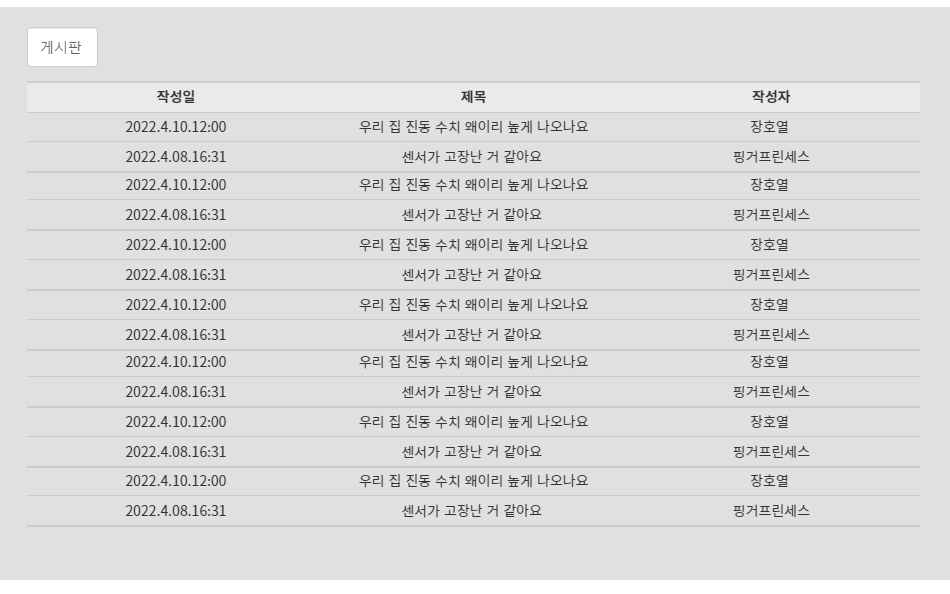 게시판
작성일 제목 작성자
2022.4.10.12:00 우리 집 진동 수치 왜이리 높게 나오나요 장호열
2022.4.08.16:31 센서가 고장난 거 같아요 핑거프린세스
2022.4.10.12:00 우리 집 진동 수치 왜이리 높게 나오나요 장호열
2022.4.08.16:31 센서가 고장난 거 같아요 핑거프린세스
2022.4.10.12:00 우리 집 진동 수치 왜이리 높게 나오나요 장호열
2022.4.08.16:31 센서가 고장난 거 같아요 핑거프린세스
2022.4.10.12:00 우리 집 진동 수치 왜이리 높게 나오나요 장호열
2022.4.08.16:31 센서가 고장난 거 같아요 핑거프린세스
2022.4.10.12:00 우리 집 진동 수치 왜이리 높게 나오나요 장호열
2022.4.08.16:31 센서가 고장난 거 같아요 핑거프린세스
2022.4.10.12:00 우리 집 진동 수치 왜이리 높게 나오나요 장호열
2022.4.08.16:31 센서가 고장난 거 같아요 핑거프린세스
2022.4.10.12:00 우리 집 진동 수치 왜이리 높게 나오나요 장호열
2022.4.08.16:31 센서가 고장난 거 같아요 핑거프린세스